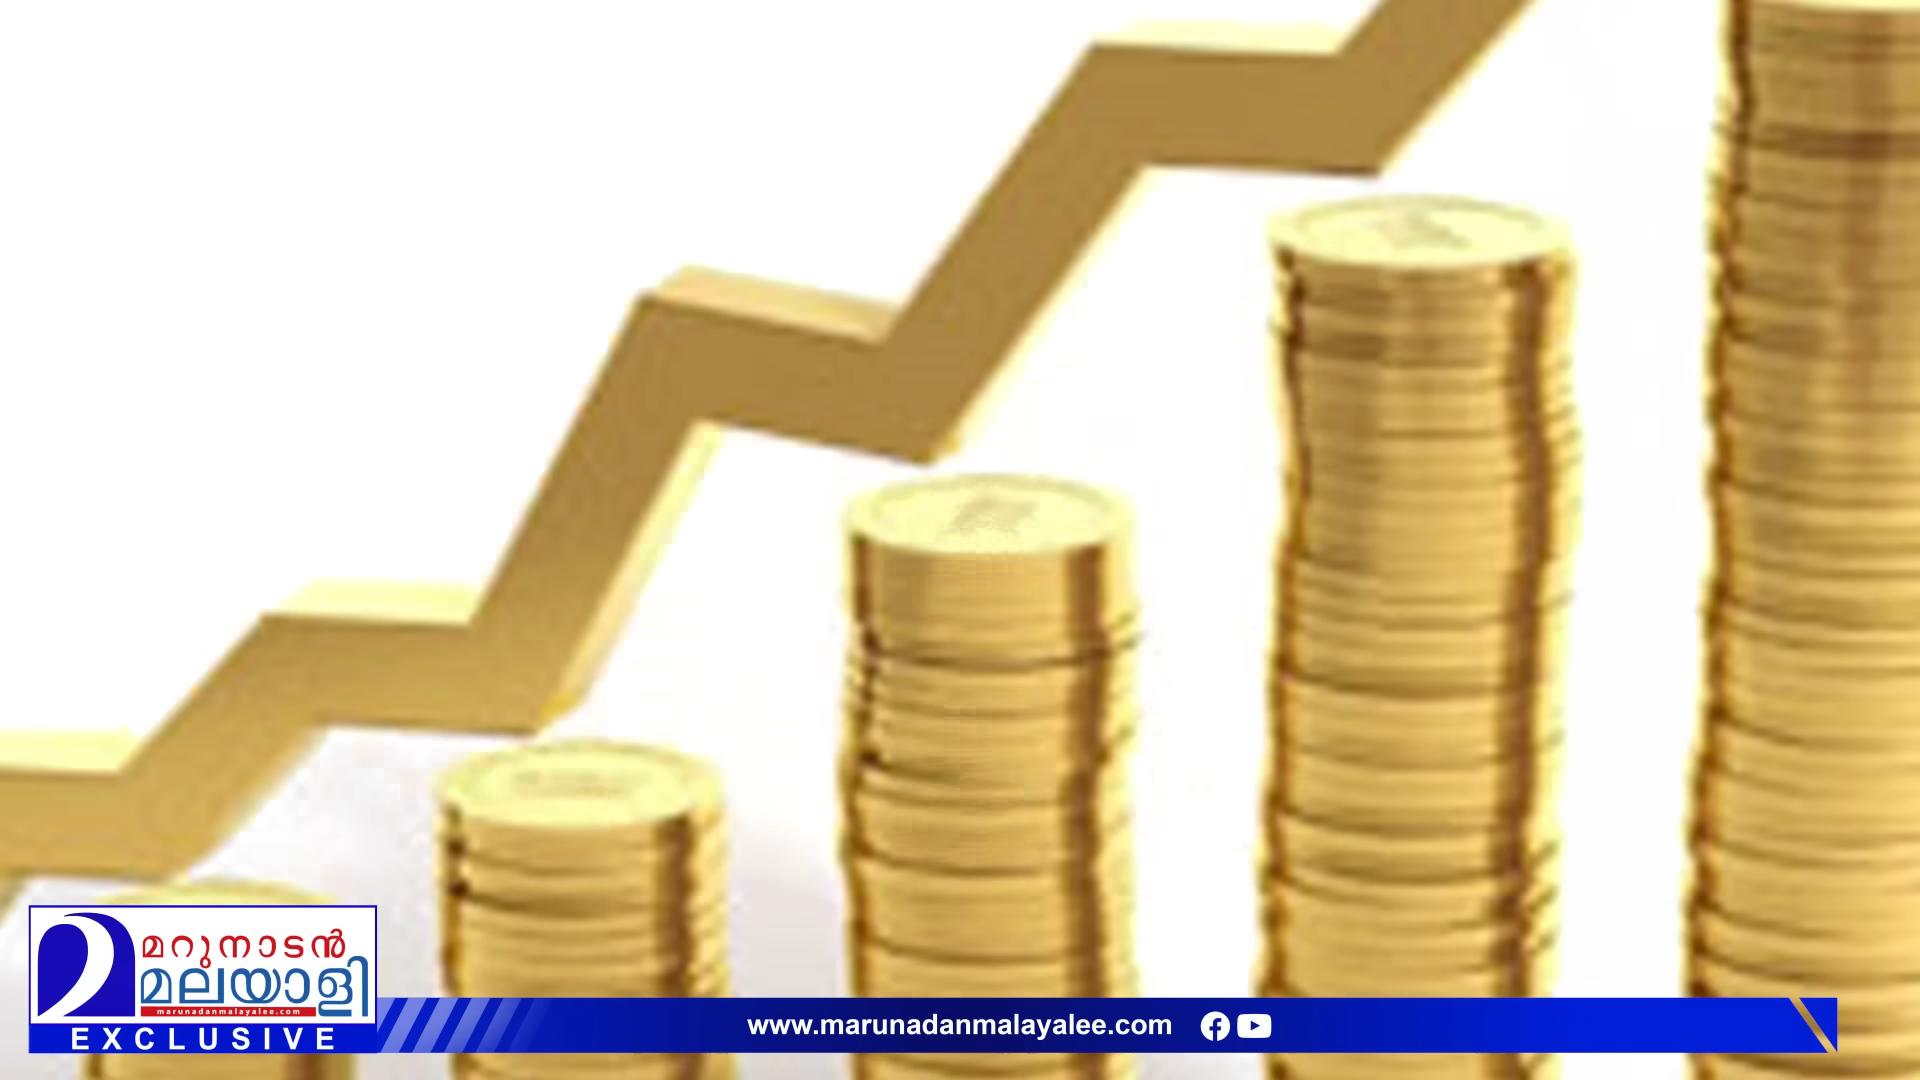 മറുനാടൻ
മലയാളി
marunadanmalayalee.com
EXCLUSIVE
www.marunadanmalayalee.com